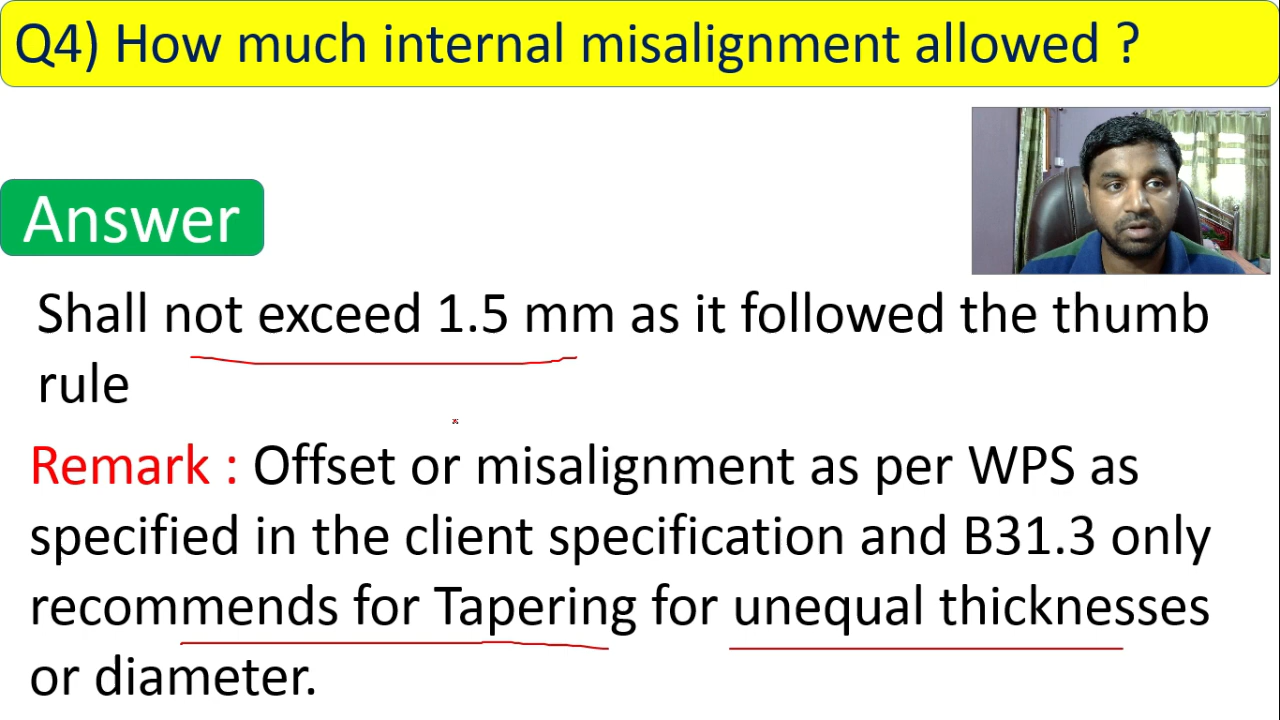 Q4) How much internal misalignment allowed ?
Answer
Shall not exceed 1.5 mm as it followed the thumb
rule
Remark : Offset or misalignment as per WPS as
specified in the client specification and B31.3 only
recommends for Tapering for unequal thicknesses
or diameter.